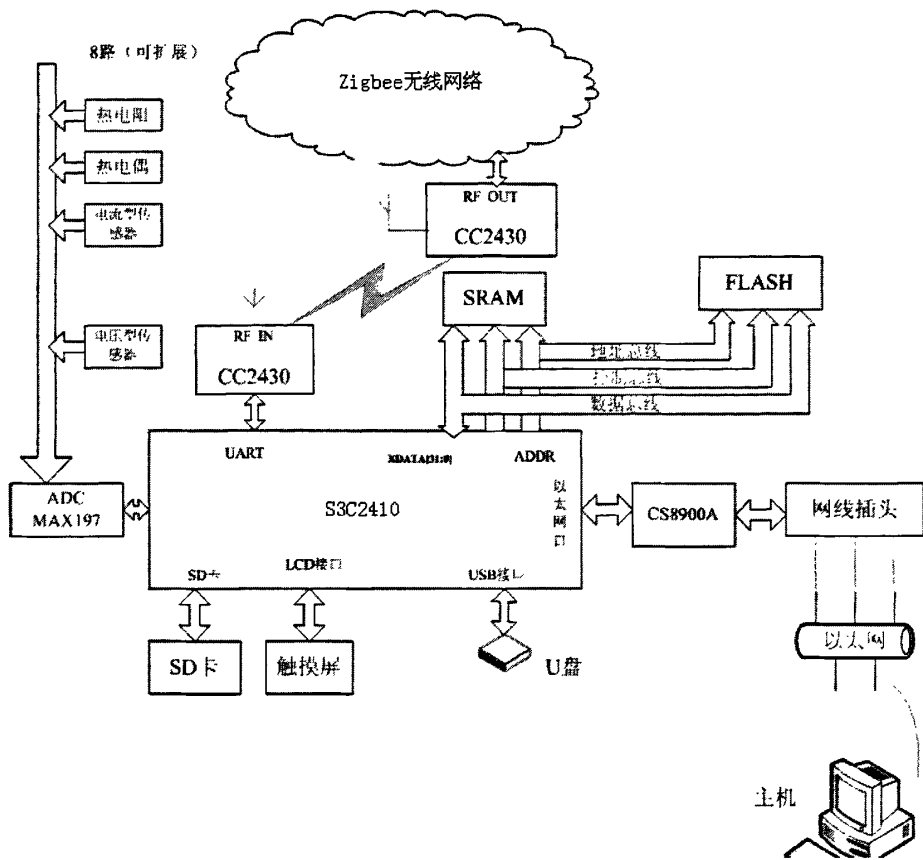 8路（可扩展）
Zigbee无线网络
热电阻
热电偶
电流型传
感器
电压型传
感器
RF OUT
CC2430
RF IN
CC2430
SRAM
FLASH
地址总线
控制总线
数据总线
UART
XDATA[31:0]
ADDR
以
太
网
口
S3C2410
ADC
MAX197
CS8900A
网线插头
SD卡
LCD接口
USB接口
以太网
SD卡
触摸屏
U盘
主机